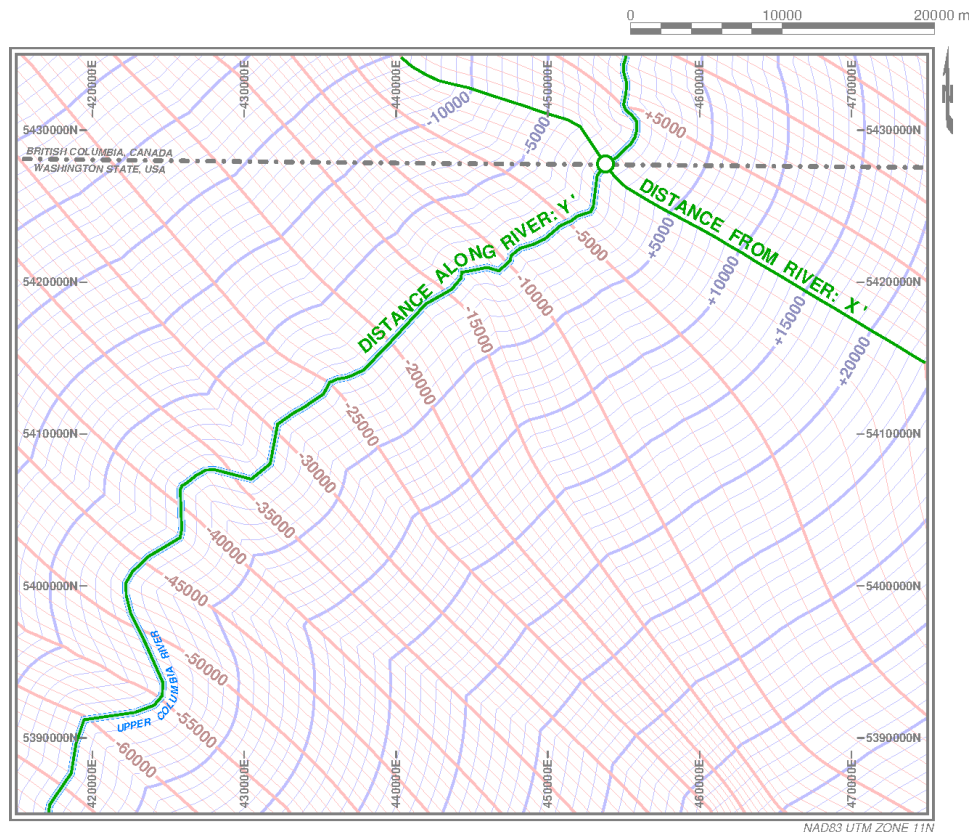 0 10000 20000 m
420000E 430000E 440000E 450000E 460000E 470000E
N
-10000
-5000
+5000
5430000N 5430000N
BRITISH COLUMBIA, CANADA
WASHINGTON STATE, USA
DISTANCE ALONG RIVER: Y'
DISTANCE FROM RIVER: X'
-5000
+5000
-10000
+10000
5420000N 5420000N
-15000
+15000
-20000
+20000
-25000
5410000N 5410000N
-30000
-35000
-40000
-45000
5400000N 5400000N
-50000
UPPER COLUMBIA RIVER
-55000
5390000N 5390000N
-60000
420000E 430000E 440000E 450000E 460000E 470000E
NAD83 UTM ZONE 11N